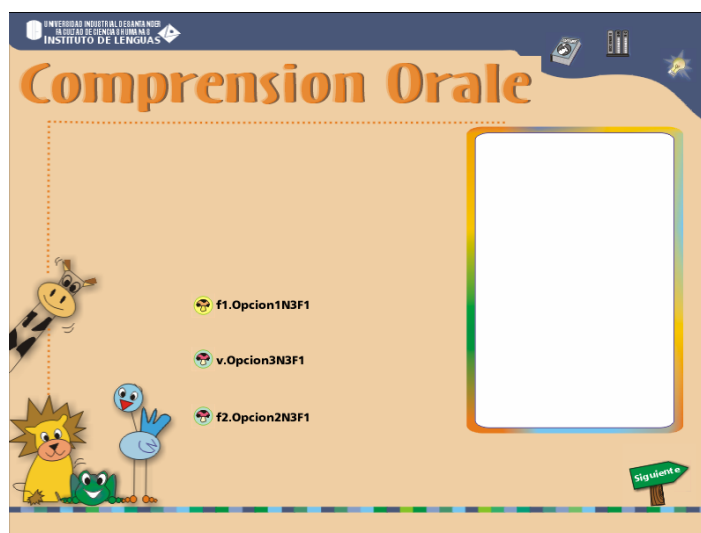 UNIVERSIDAD INDUSTRIAL DE SANTANDER
FACULTAD DE CIENCIAS HUMANAS
INSTITUTO DE LENGUAS
Comprension Orale
f1.Opcion1N3F1
v.Opcion3N3F1
f2.Opcion2N3F1
Siguiente